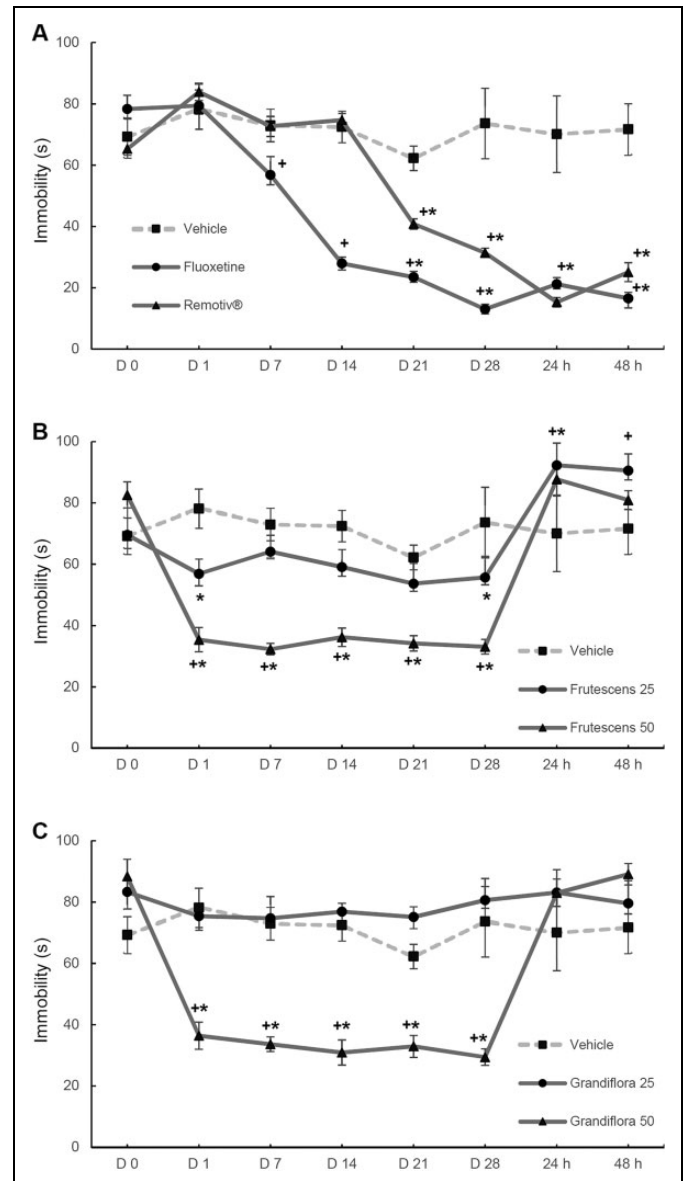 A
100
80
60
40
20
0
Immobility (s)
+
+
+*
+*
+*
+*
+*
+*
Vehicle
Fluoxetine
Remotiv®
D 0 D 1 D 7 D 14 D 21 D 28 24 h 48 h
B
100
80
60
40
20
0
Immobility (s)
+* +
* *
+* +* +* +* +*
Vehicle
Frutescens 25
Frutescens 50
D 0 D 1 D 7 D 14 D 21 D 28 24 h 48 h
C
100
80
60
40
20
0
Immobility (s)
+* +* +* +* +*
Vehicle
Grandiflora 25
Grandiflora 50
D 0 D 1 D 7 D 14 D 21 D 28 24 h 48 h